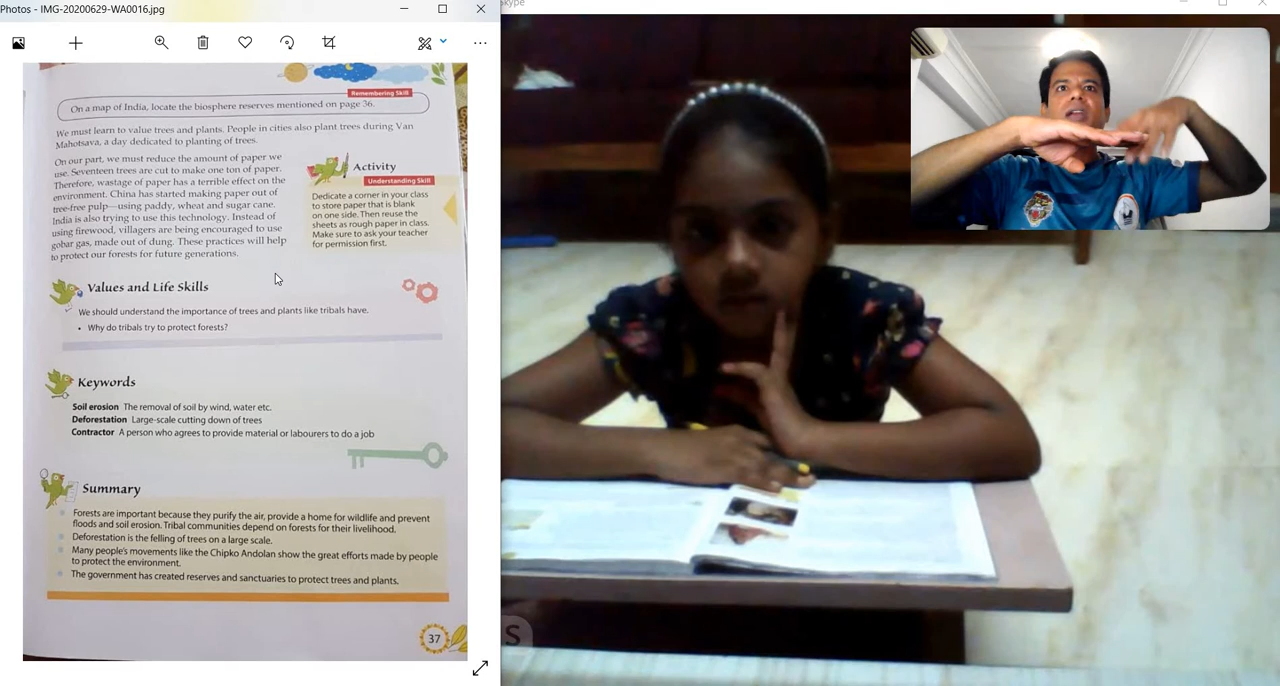 Photos - IMG-20200629-WA0016.jpg
Skype
Remembering Skill
On a map of India, locate the biosphere reserves mentioned on page 36.
We must learn to value trees and plants. People in cities also plant trees during Van
Mahotsava, a day dedicated to planting of trees.
On our part, we must reduce the amount of paper we
use. Seventeen trees are cut to make one ton of paper.
Therefore, wastage of paper has a terrible effect on the
environment. China has started making paper out of
tree-free pulp—using paddy, wheat and sugar cane.
India is also trying to use this technology. Instead of
using firewood, villagers are being encouraged to use
gobar gas, made out of dung. These practices will help
to protect our forests for future generations.
Activity
Understanding Skill
Dedicate a corner in your class
to store paper that is blank
on one side. Then reuse the
sheets as rough paper in class.
Make sure to ask your teacher
for permission first.
Values and Life Skills
We should understand the importance of trees and plants like tribals have.
• Why do tribals try to protect forests?
Keywords
Soil erosion The removal of soil by wind, water etc.
Deforestation Large-scale cutting down of trees
Contractor A person who agrees to provide material or labourers to do a job
Summary
Forests are important because they purify the air, provide a home for wildlife and prevent
floods and soil erosion. Tribal communities depend on forests for their livelihood.
Deforestation is the felling of trees on a large scale.
Many people's movements like the Chipko Andolan show the great efforts made by people
to protect the environment.
The government has created reserves and sanctuaries to protect trees and plants.
37
S